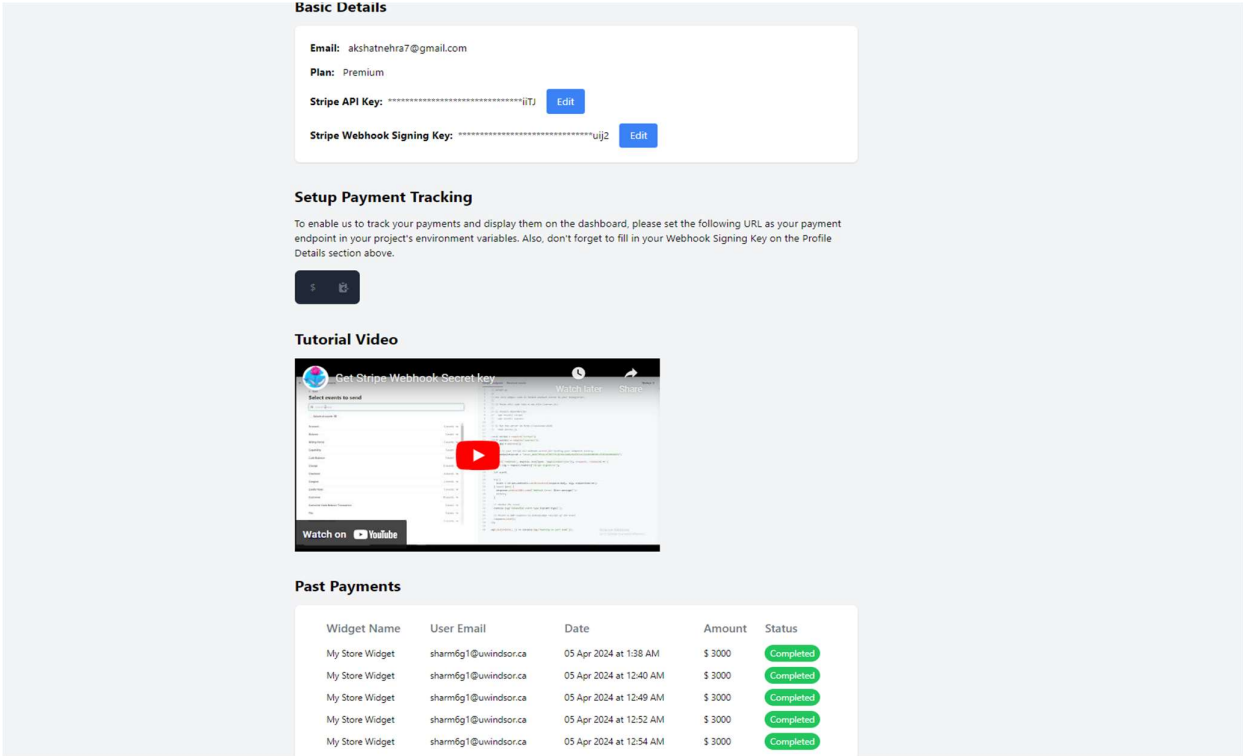 Basic Details
Email: akshatnehra7@gmail.com
Plan: Premium
Stripe API Key: *******************************iiTJ Edit
Stripe Webhook Signing Key: *******************************uij2 Edit
Setup Payment Tracking
To enable us to track your payments and display them on the dashboard, please set the following URL as your payment
endpoint in your project's environment variables. Also, don't forget to fill in your Webhook Signing Key on the Profile
Details section above.
$
Tutorial Video
Get Stripe Webhook Secret key
Watch later Share
Select events to send
Watch on YouTube
Past Payments
Widget Name User Email Date Amount Status
My Store Widget sharm6g1@uwindsor.ca 05 Apr 2024 at 1:38 AM $ 3000 Completed
My Store Widget sharm6g1@uwindsor.ca 05 Apr 2024 at 12:40 AM $ 3000 Completed
My Store Widget sharm6g1@uwindsor.ca 05 Apr 2024 at 12:49 AM $ 3000 Completed
My Store Widget sharm6g1@uwindsor.ca 05 Apr 2024 at 12:52 AM $ 3000 Completed
My Store Widget sharm6g1@uwindsor.ca 05 Apr 2024 at 12:54 AM $ 3000 Completed